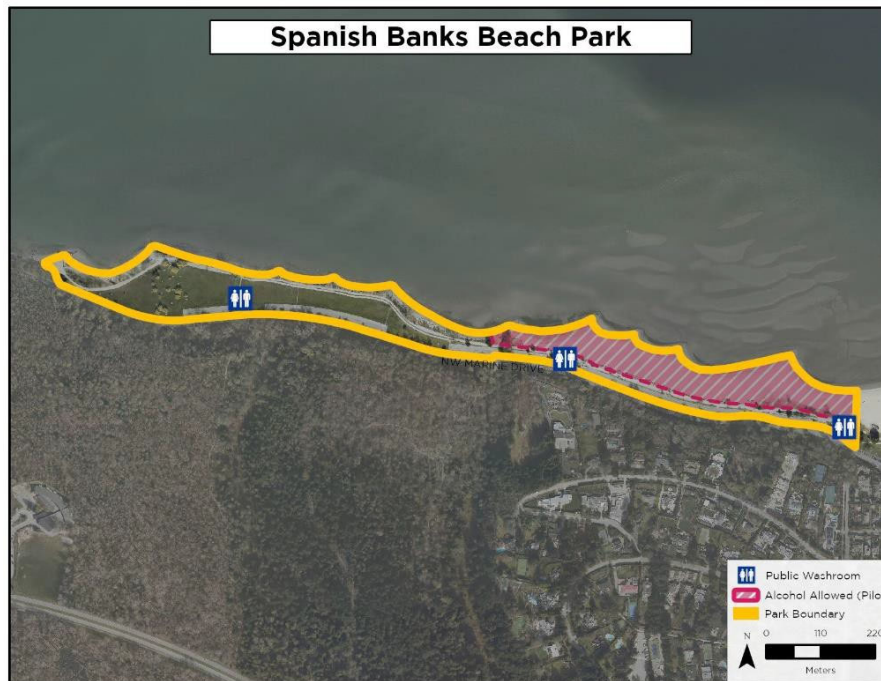 Spanish Banks Beach Park
NW MARINE DRIVE
Public Washroom
Alcohol Allowed (Pilo
Park Boundary
N
0 110 220
Meters